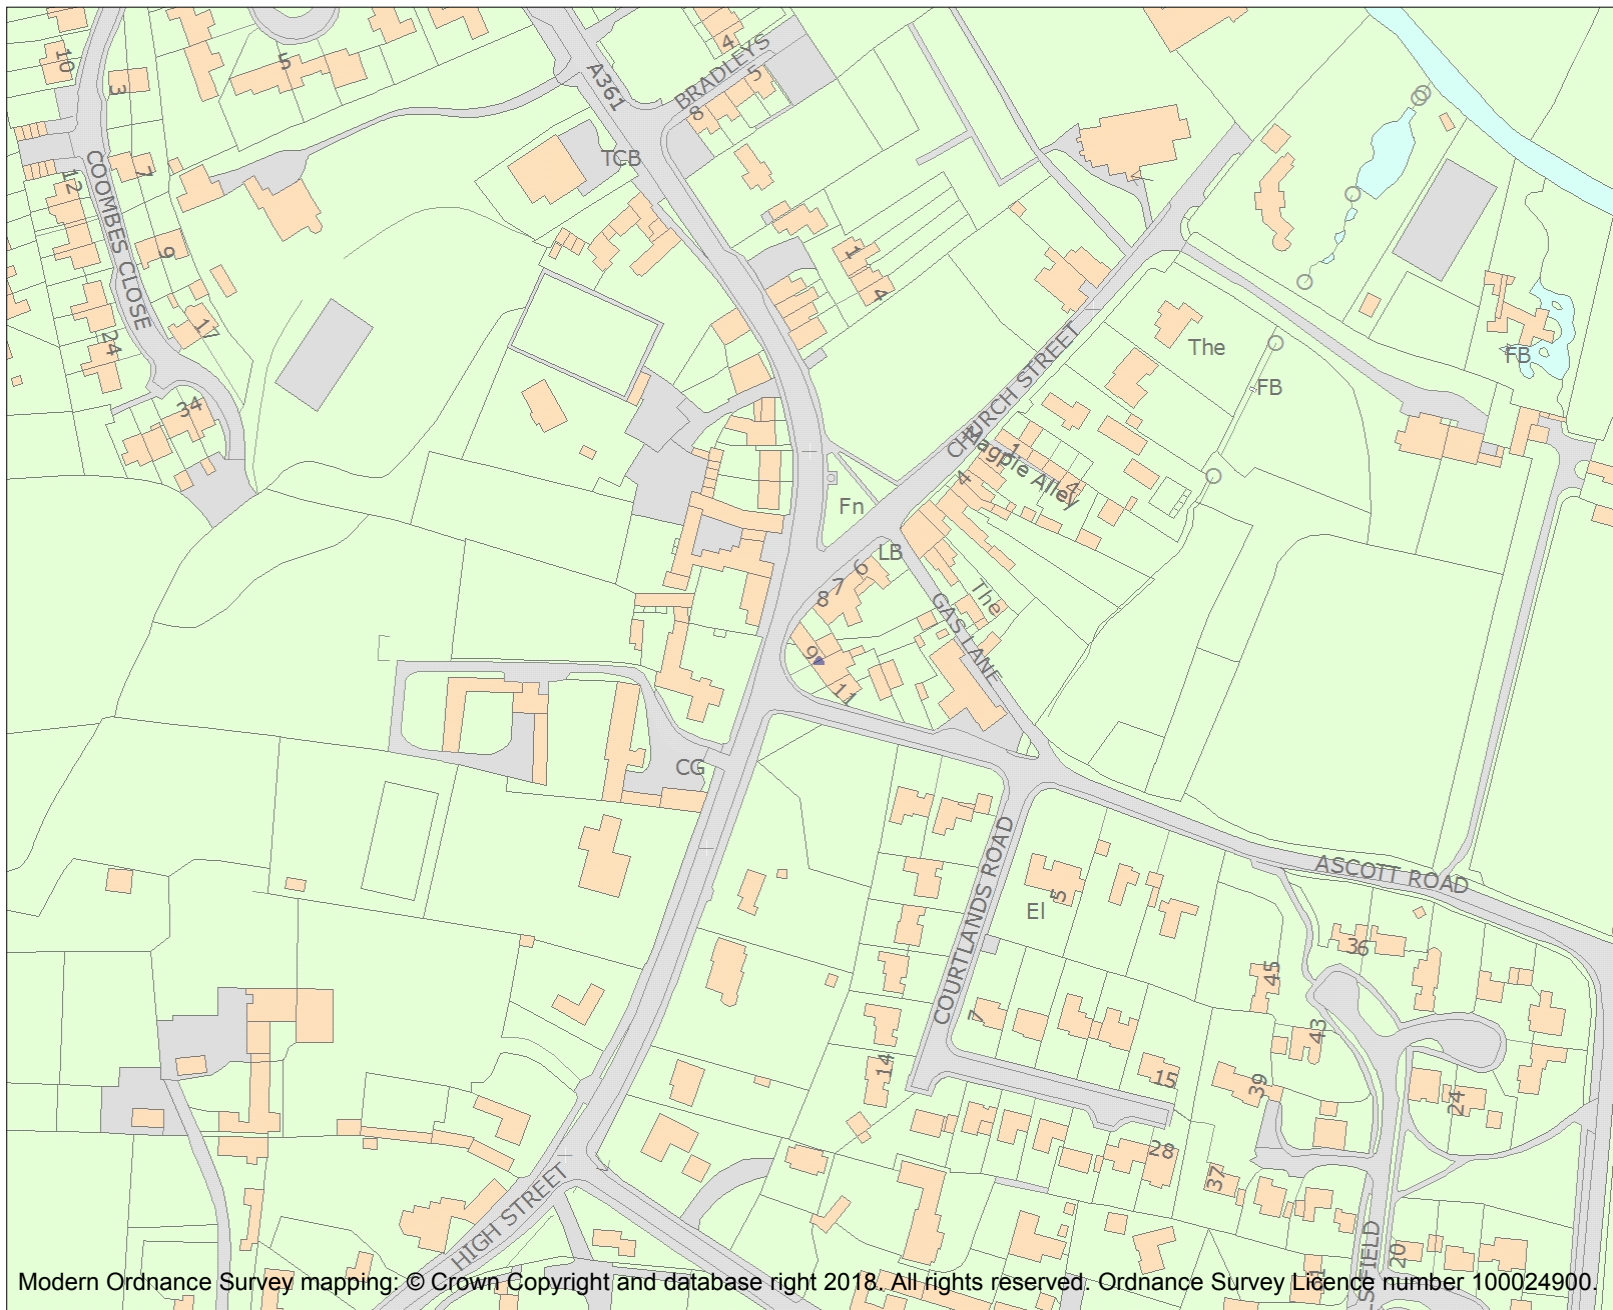 10
3
5
4
BRADLEYS
5
8
A361
TCB
COOMBES CLOSE
7
12
9
17
24
34
1
4
CHURCH STREET
The
FB
FB
Magpie Alley
1
4
4
Fn
LB
6
7
8
The
GAS LANE
9
11
CG
COURTLANDS ROAD
ASCOTT ROAD
5
El
36
45
43
7
14
15
39
24
28
37
HIGH STREET
20
Modern Ordnance Survey mapping: © Crown Copyright and database right 2018. All rights reserved. Ordnance Survey Licence number 100024900.